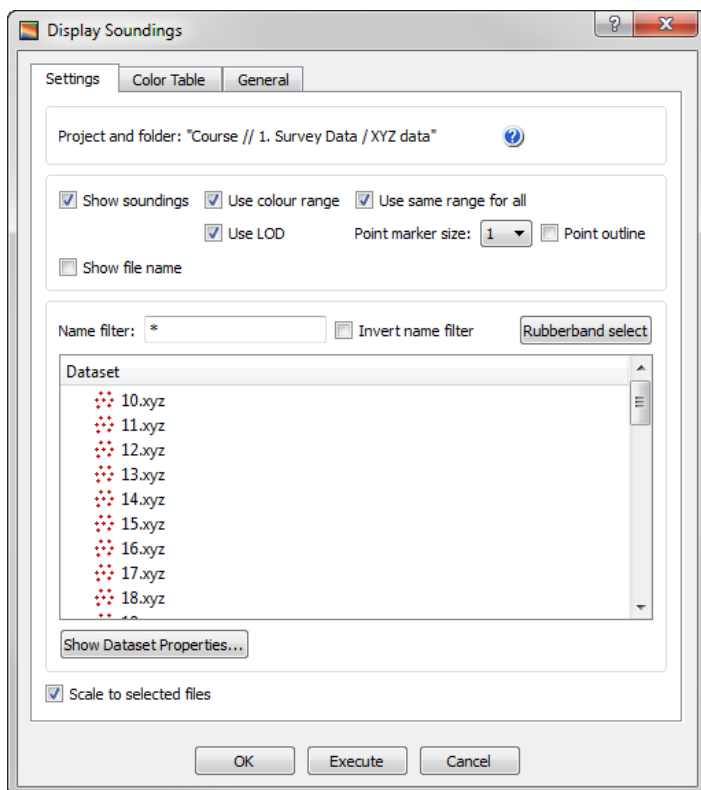 Display Soundings
Settings Color Table General
Project and folder: "Course // 1. Survey Data / XYZ data"
Show soundings Use colour range Use same range for all
Use LOD Point marker size: 1 Point outline
Show file name
Name filter: * Invert name filter Rubberband select
Dataset
10.xyz
11.xyz
12.xyz
13.xyz
14.xyz
15.xyz
16.xyz
17.xyz
18.xyz
Show Dataset Properties...
Scale to selected files
OK Execute Cancel